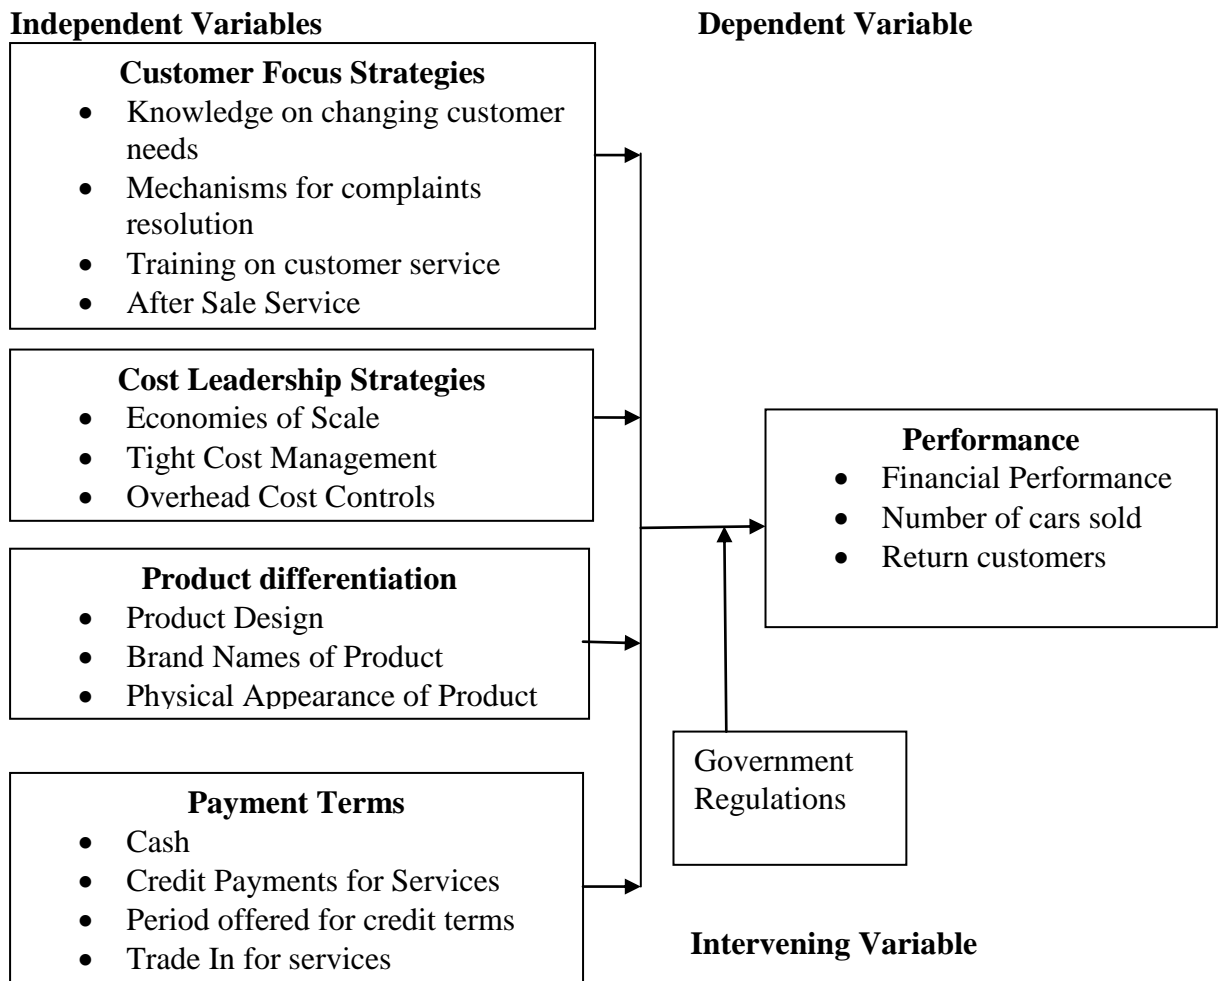 Independent Variables
Dependent Variable
Customer Focus Strategies
• Knowledge on changing customer
needs
• Mechanisms for complaints
resolution
• Training on customer service
• After Sale Service
Cost Leadership Strategies
• Economies of Scale
• Tight Cost Management
• Overhead Cost Controls
Product differentiation
• Product Design
• Brand Names of Product
• Physical Appearance of Product
Payment Terms
• Cash
• Credit Payments for Services
• Period offered for credit terms
• Trade In for services
Performance
• Financial Performance
• Number of cars sold
• Return customers
Government
Regulations
Intervening Variable